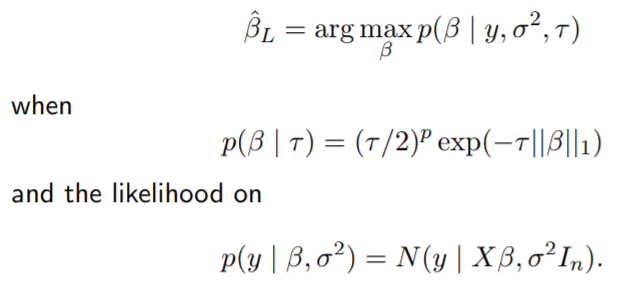 β̂_L = arg max_β p(β | y, σ², τ)
when
p(β | τ) = (τ/2)^p exp(−τ||β||₁)
and the likelihood on
p(y | β, σ²) = N(y | Xβ, σ²I_n).